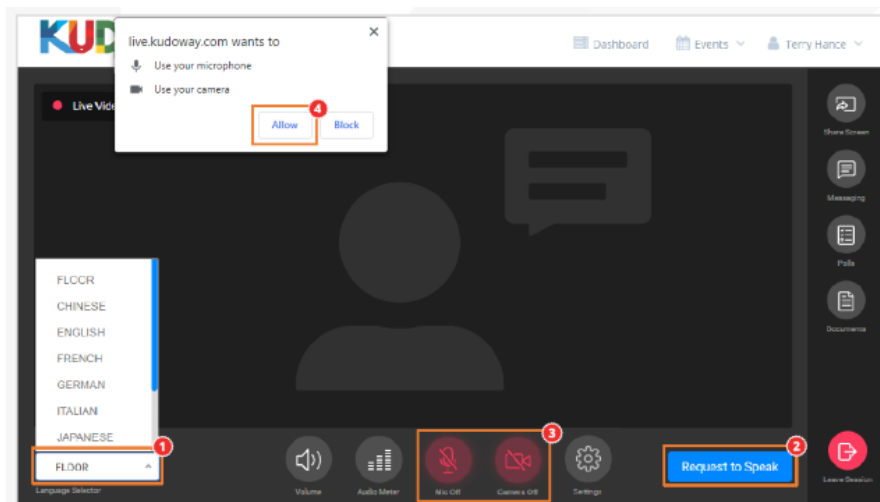 KUD
live.kudoway.com wants to
Use your microphone
Use your camera
Allow
Block
4
Dashboard
Events
Terry Hance
Live Vide
Share Screen
Messaging
Polls
Documents
FLOOR
CHINESE
ENGLISH
FRENCH
GERMAN
ITALIAN
JAPANESE
1
FLOOR
Language Selector
Volume
Audio Meter
3
Mic Off
Camera Off
Settings
2
Request to Speak
Leave Session